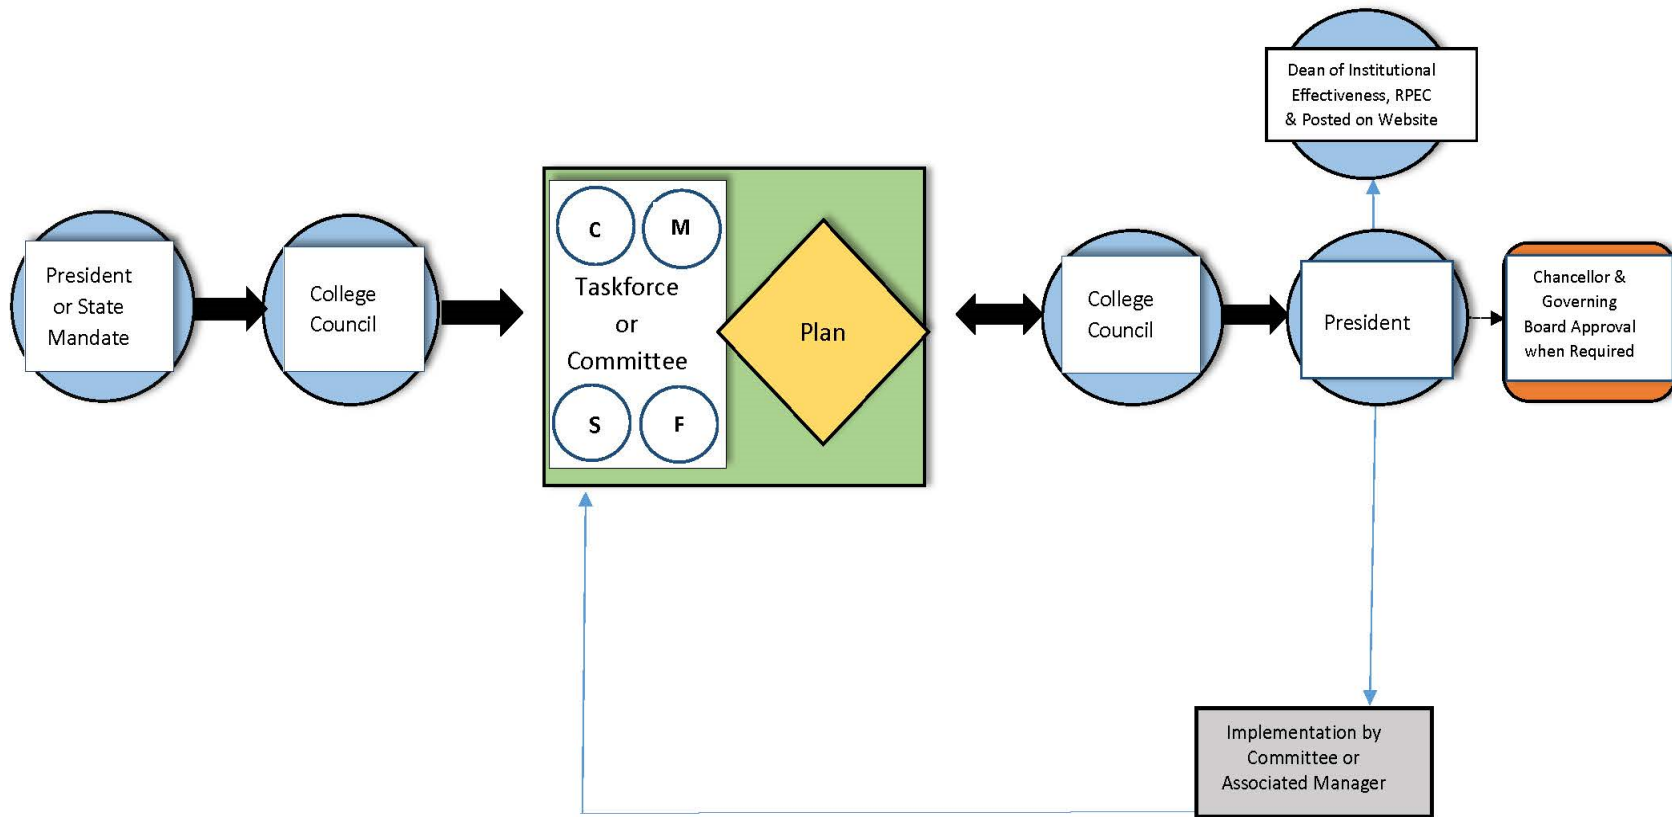 President
or State
Mandate
College
Council
C
M
Taskforce
or
Committee
S
F
Plan
College
Council
President
Dean of Institutional
Effectiveness, RPEC
& Posted on Website
Chancellor &
Governing
Board Approval
when Required
Implementation by
Committee or
Associated Manager